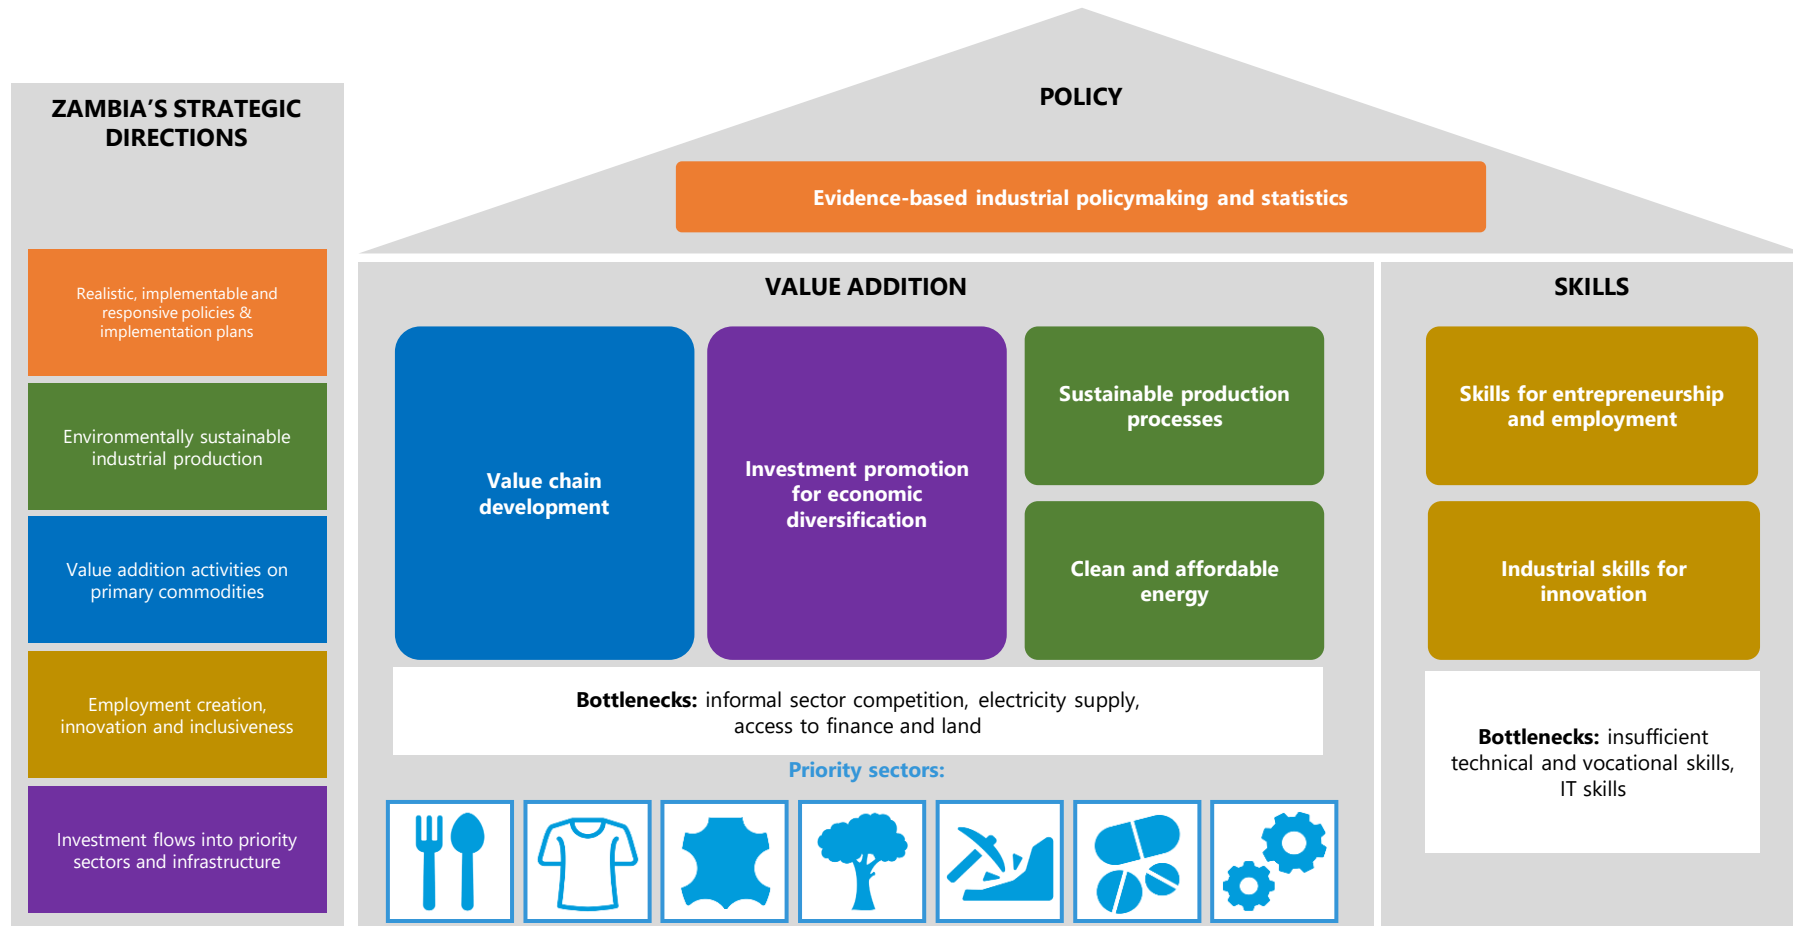 ZAMBIA'S STRATEGIC
DIRECTIONS
Realistic, implementable and
responsive policies &
implementation plans
Environmentally sustainable
industrial production
Value addition activities on
primary commodities
Employment creation,
innovation and inclusiveness
Investment flows into priority
sectors and infrastructure
POLICY
Evidence-based industrial policymaking and statistics
VALUE ADDITION
Value chain
development
Investment promotion
for economic
diversification
Sustainable production
processes
Clean and affordable
energy
Bottlenecks: informal sector competition, electricity supply,
access to finance and land
Priority sectors:
SKILLS
Skills for entrepreneurship
and employment
Industrial skills for
innovation
Bottlenecks: insufficient
technical and vocational skills,
IT skills